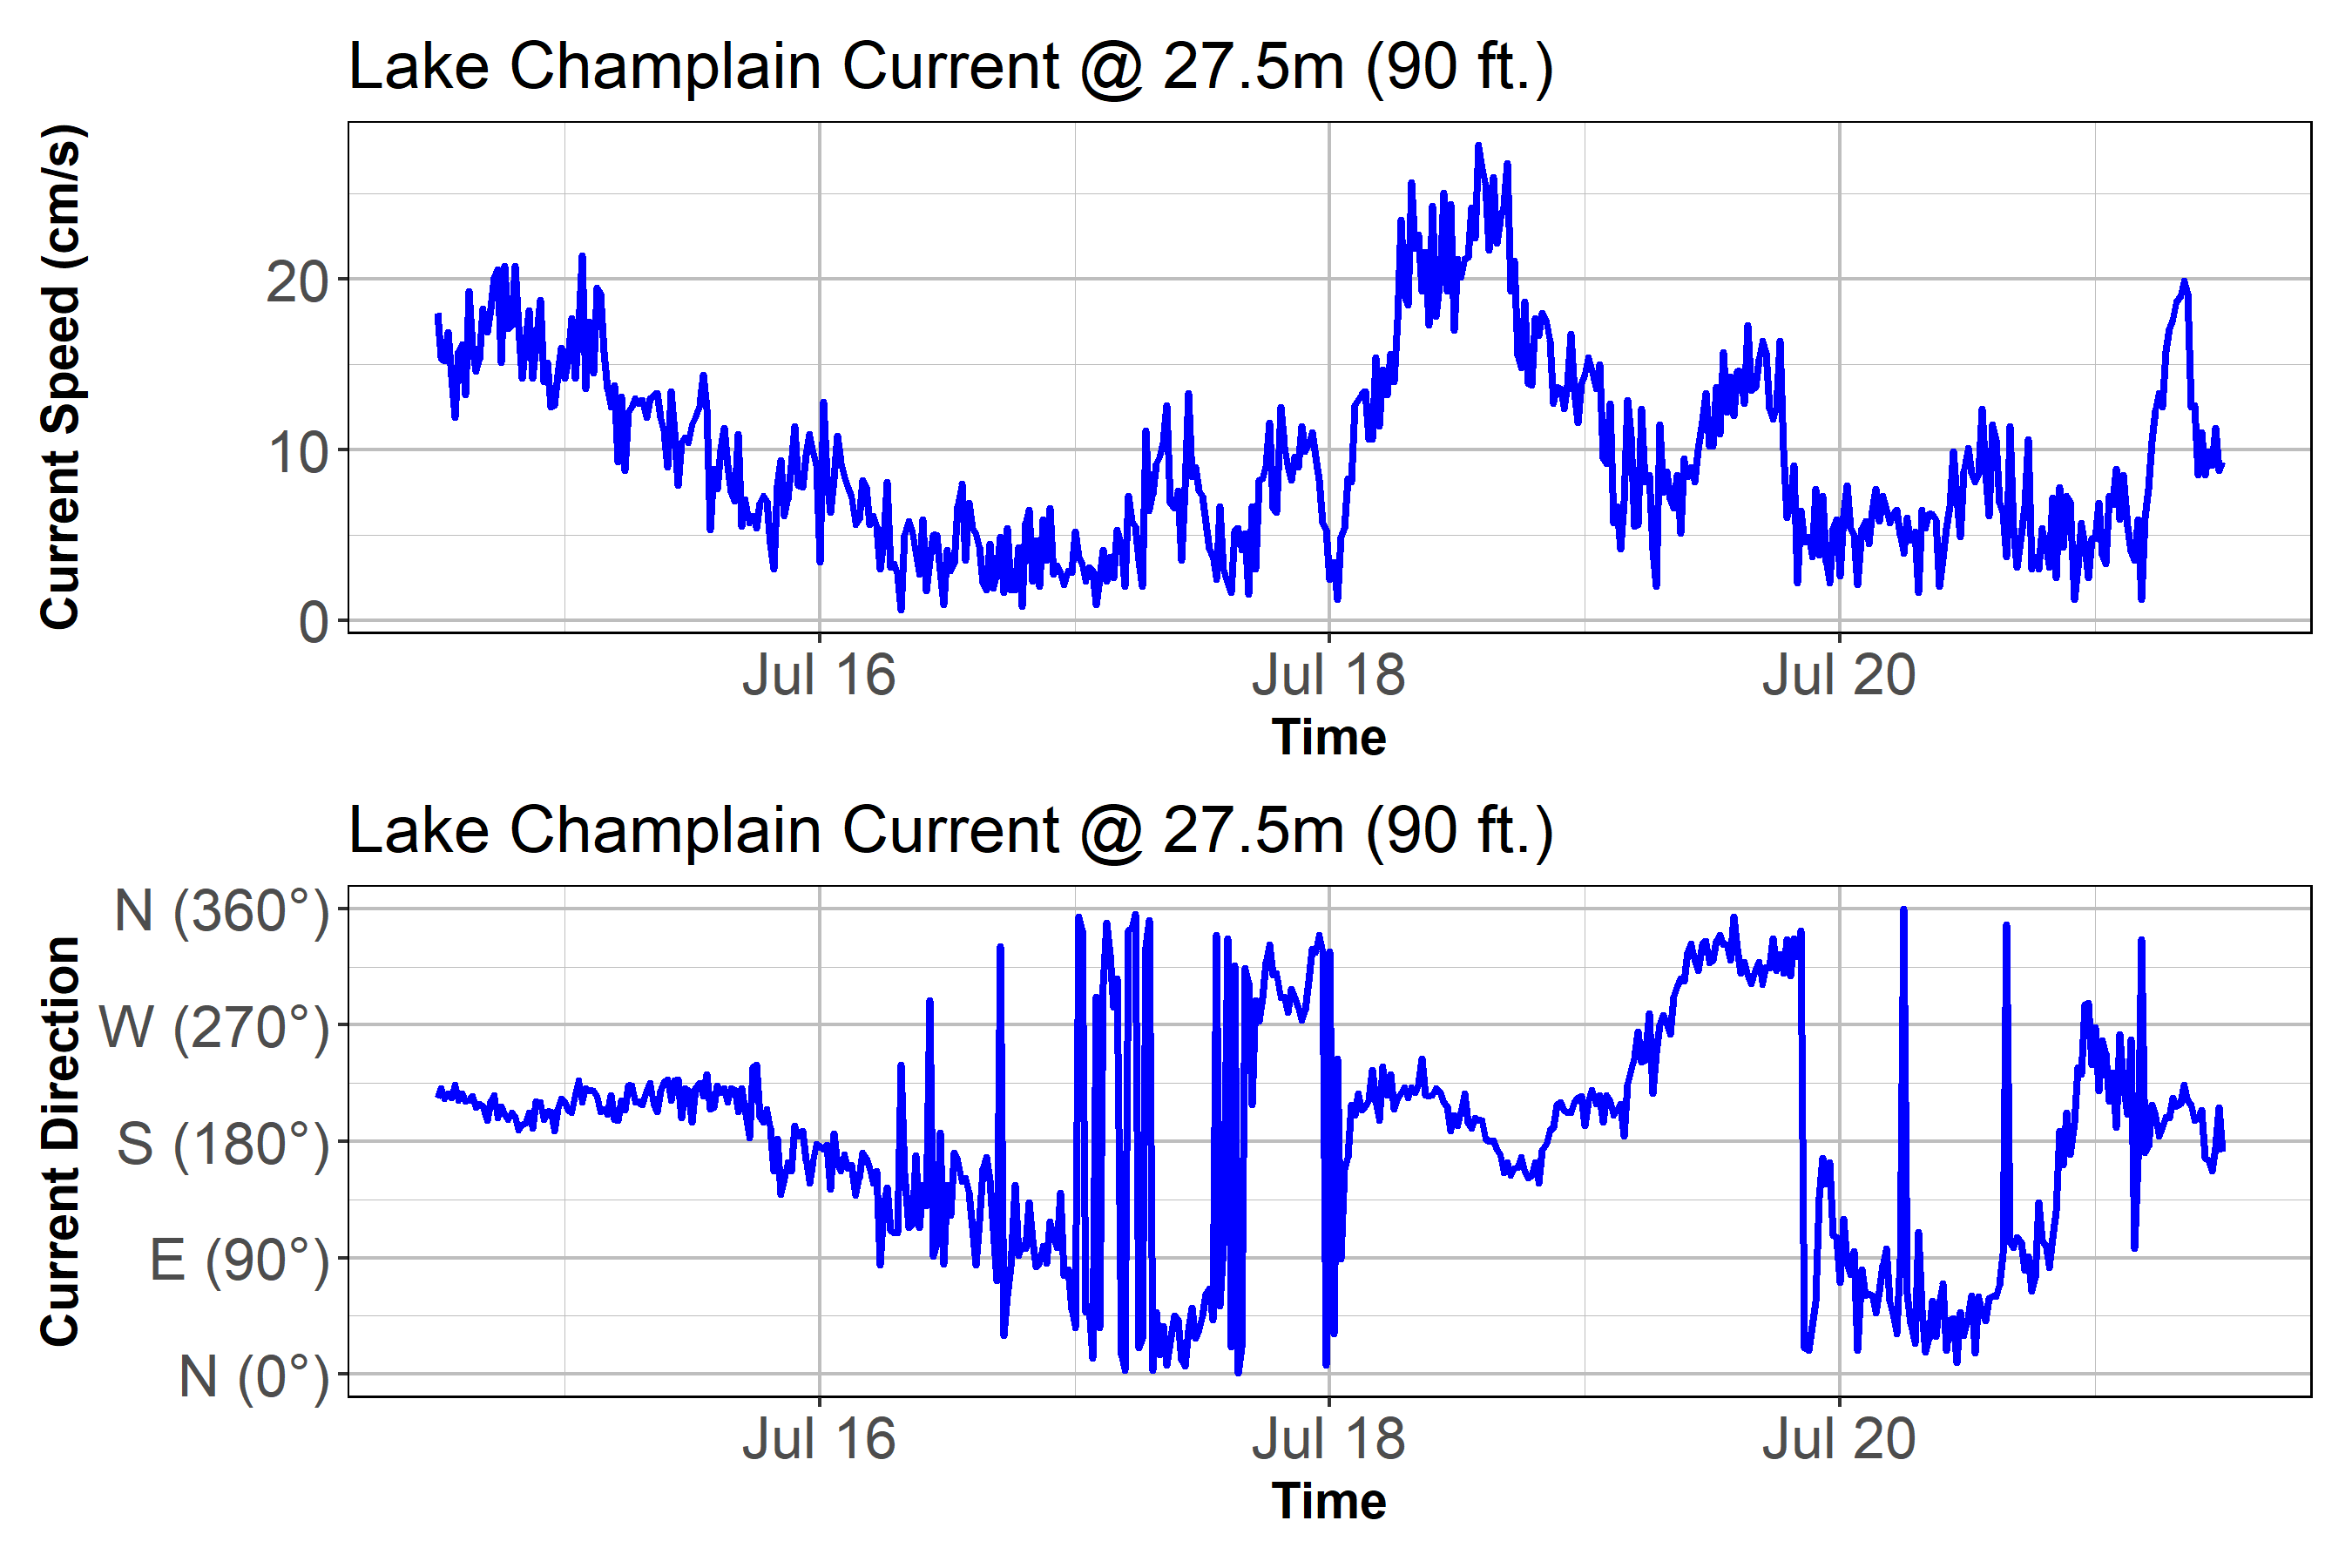 Lake Champlain Current @ 27.5m (90 ft.)
Current Speed (cm/s)
20
10
0
Jul 16 Jul 18 Jul 20
Time
Lake Champlain Current @ 27.5m (90 ft.)
Current Direction
N (360°)
W (270°)
S (180°)
E (90°)
N (0°)
Jul 16 Jul 18 Jul 20
Time